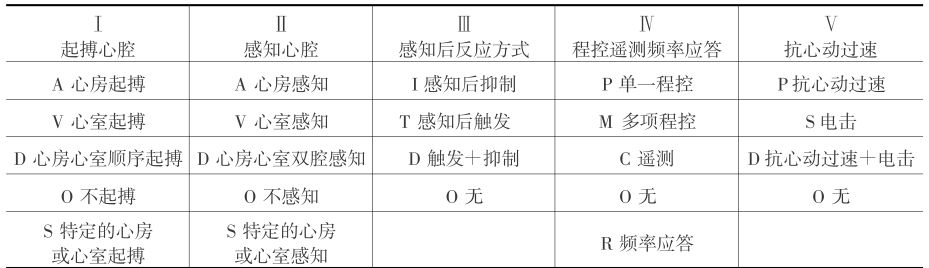 Ⅰ Ⅱ Ⅲ Ⅳ Ⅴ
起搏心腔 感知心腔 感知后反应方式 程控遥测频率应答 抗心动过速
A 心房起搏 A 心房感知 I 感知后抑制 P 单一程控 P抗心动过速
V 心室起搏 V 心室感知 T 感知后触发 M 多项程控 S电击
D 心房心室顺序起搏 D 心房心室双腔感知 D 触发＋抑制 C 遥测 D抗心动过速＋电击
O 不起搏 O 不感知 O 无 O 无 O 无
S 特定的心房 S 特定的心房
或心室起搏 或心室感知 R 频率应答